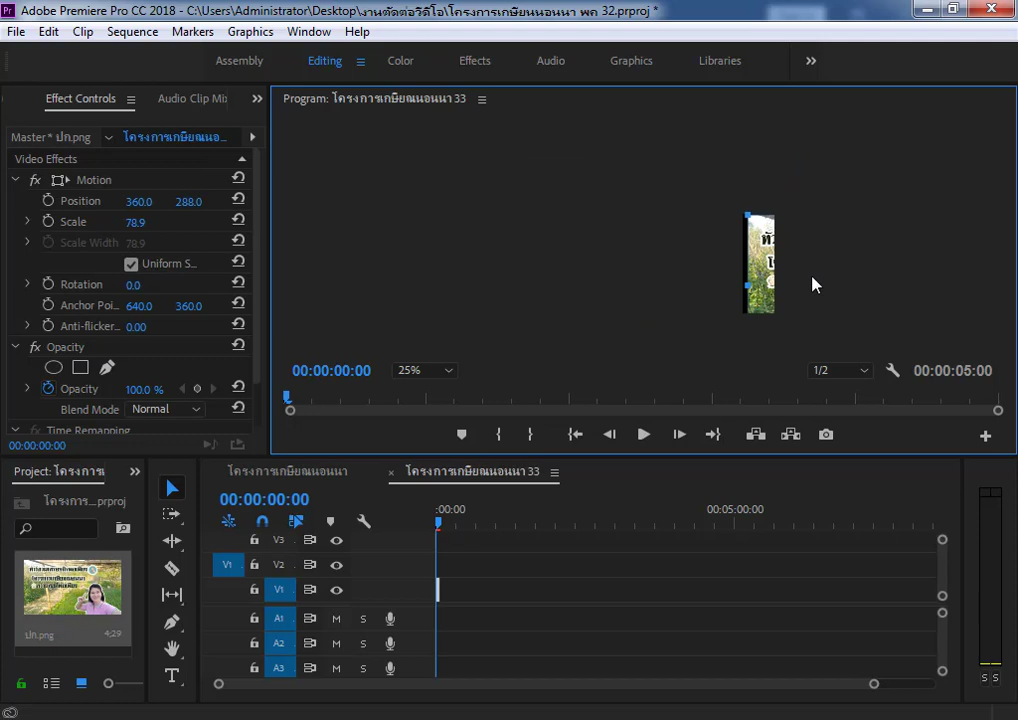 Adobe Premiere Pro CC 2018 - C:\Users\Administrator\Desktop\งานตัดต่อวิดีโอ\โครงการเกษียณนอนนา พค 32.prproj *
File Edit Clip Sequence Markers Graphics Window Help
Assembly Editing Color Effects Audio Graphics Libraries
Effect Controls Audio Clip Mix
Program: โครงการเกษียณนอนนา 33
Master * ปก.png โครงการเกษียณนอ...
Video Effects
fx Motion
Position 360.0 288.0
Scale 78.9
Scale Width 78.9
Uniform S...
Rotation 0.0
Anchor Poi... 640.0 360.0
Anti-flicker... 0.00
fx Opacity
Opacity 100.0 %
Blend Mode Normal
Time Remapping
00:00:00:00
00:00:00:00 25% 1/2 00:00:05:00
Project: โครงการเ
โครงการ....prproj
ปก.png 4;29
โครงการเกษียณนอนนา
× โครงการเกษียณนอนนา 33
00:00:00:00
:00:00 00:05:00:00
V3
V1 V2
V1
A1 M S
A2 M S
A3 M S
S S